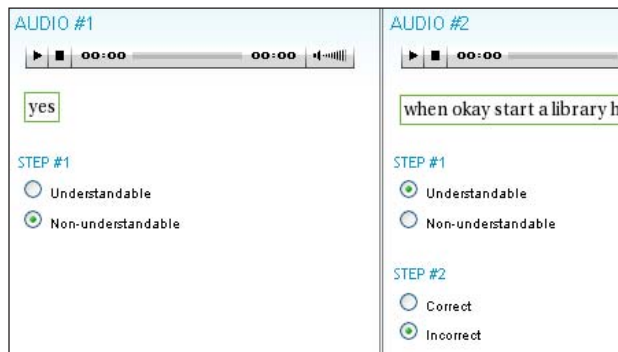 AUDIO #1
00:00 00:00
yes
STEP #1
Understandable
Non-understandable
AUDIO #2
00:00
when okay start a library h
STEP #1
Understandable
Non-understandable
STEP #2
Correct
Incorrect